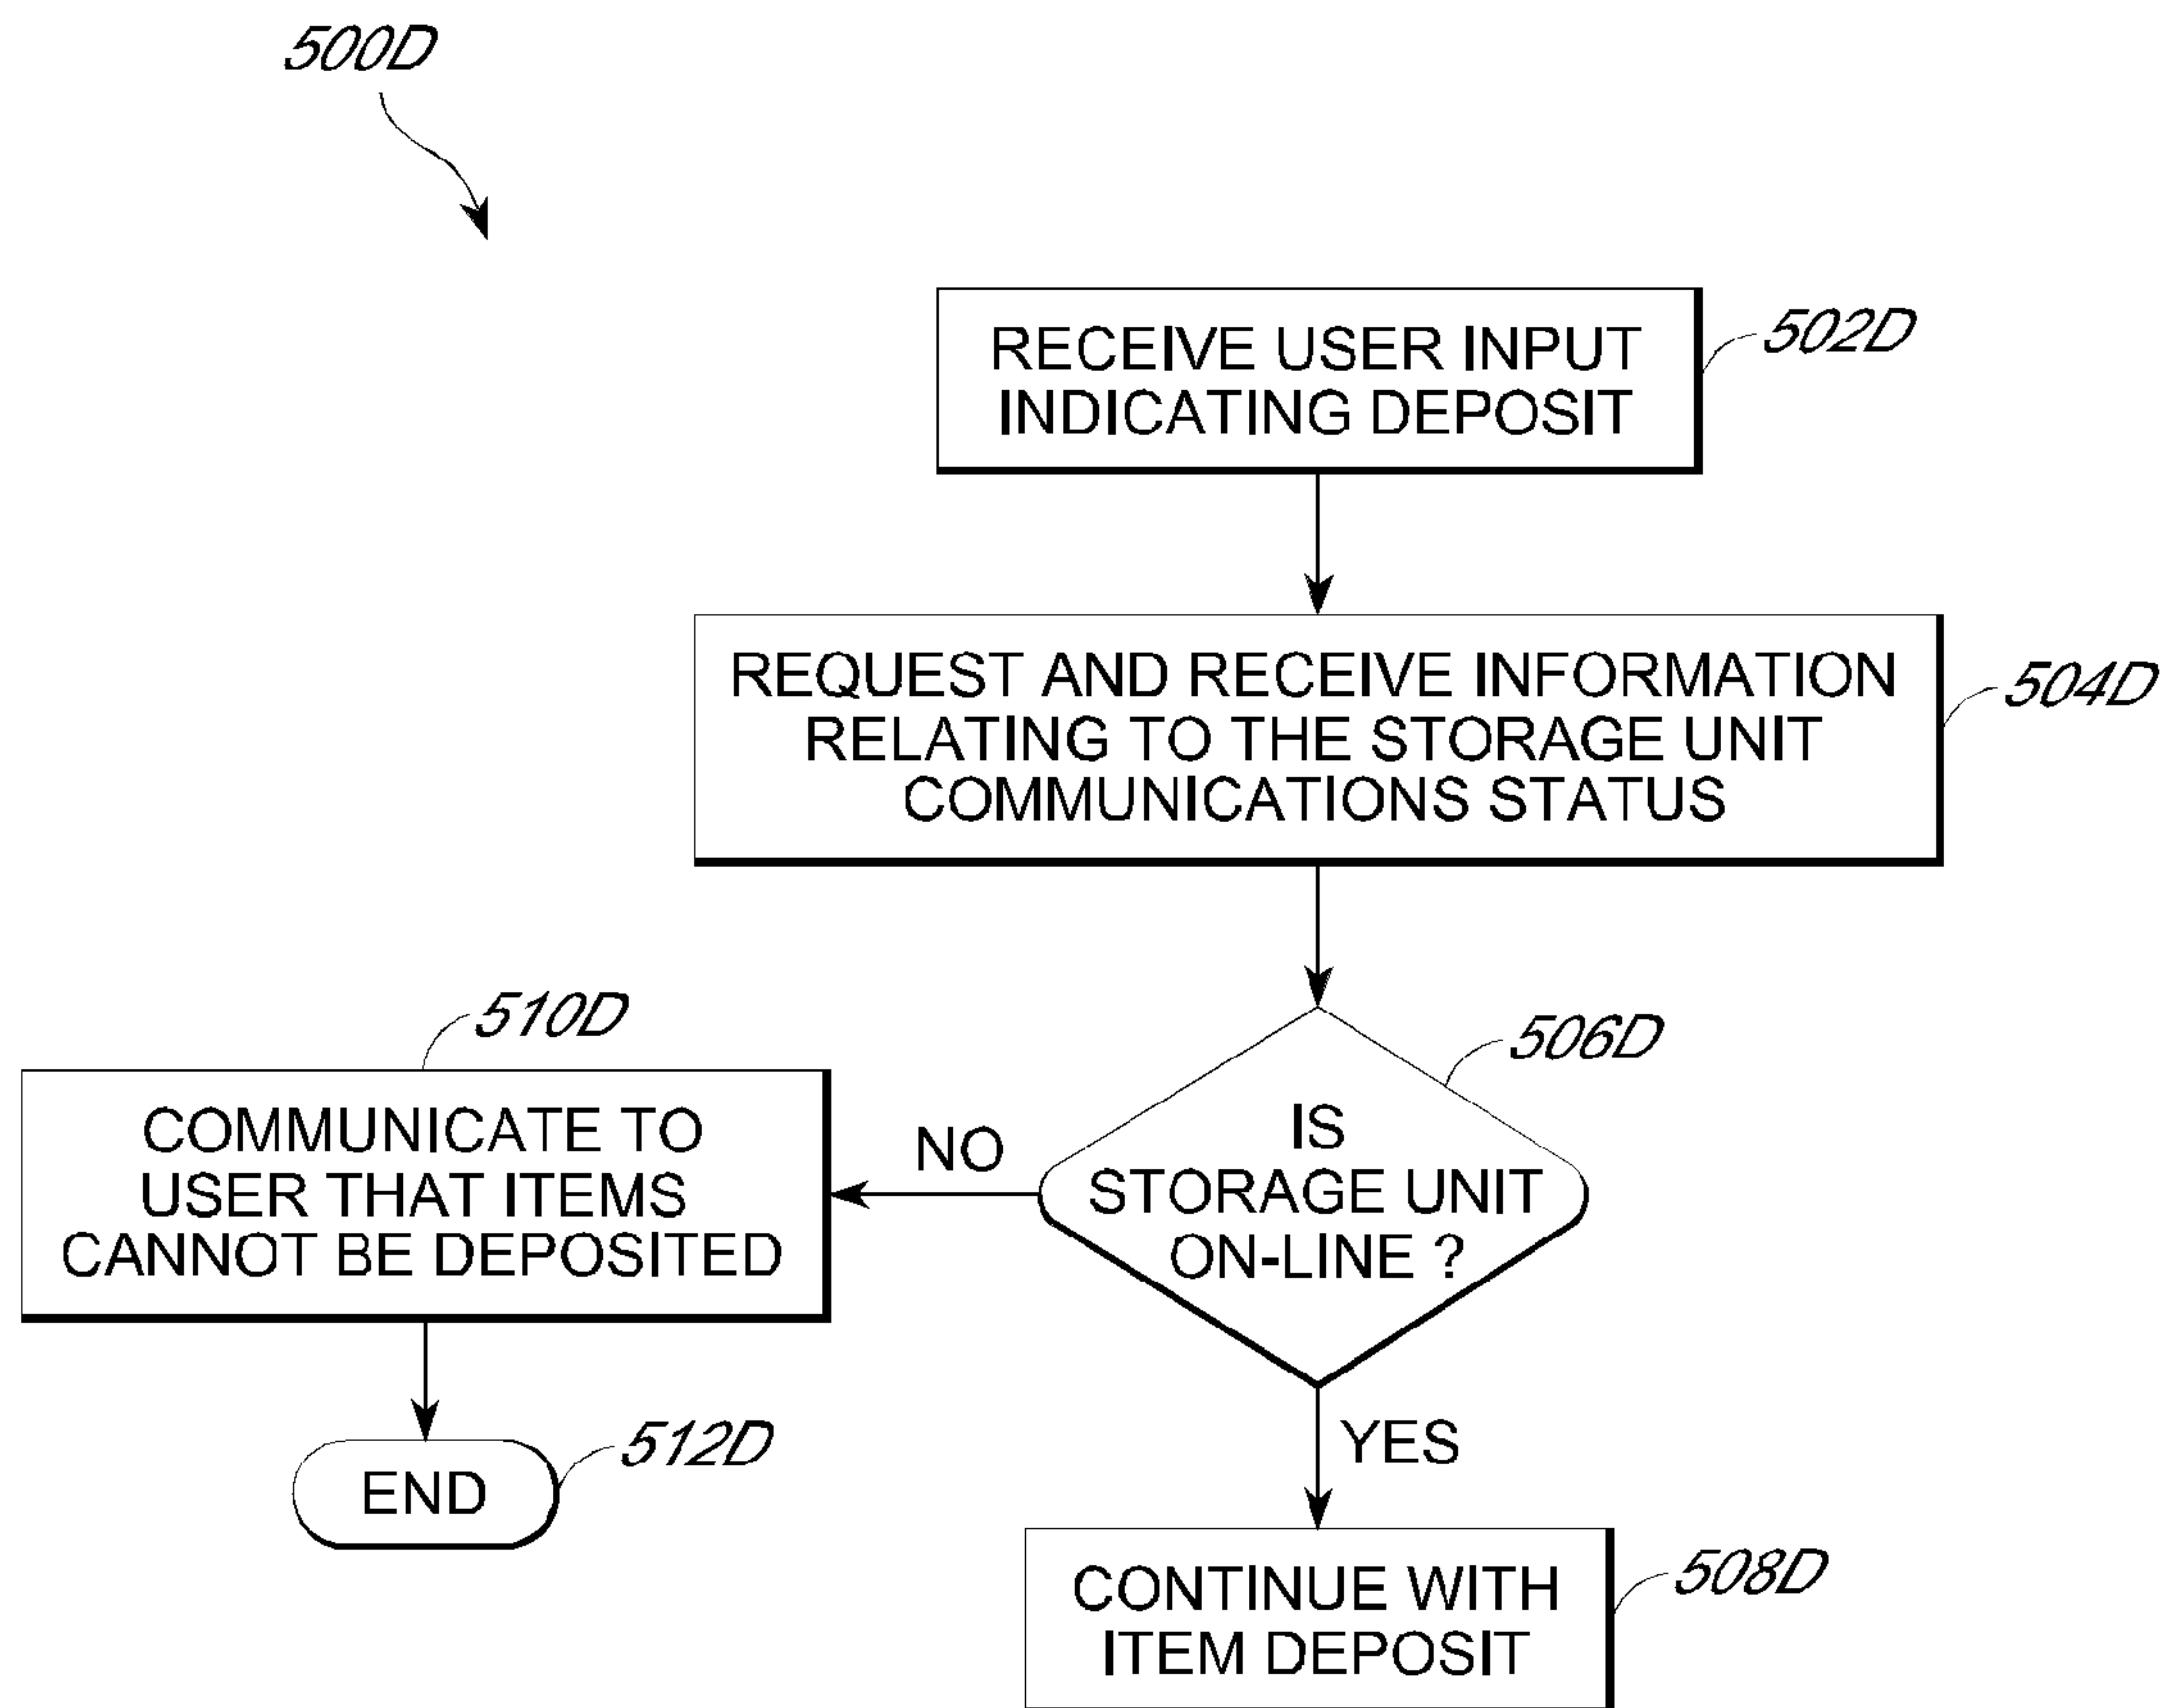 500D
RECEIVE USER INPUT
INDICATING DEPOSIT
502D
REQUEST AND RECEIVE INFORMATION
RELATING TO THE STORAGE UNIT
COMMUNICATIONS STATUS
504D
IS
STORAGE UNIT
ON-LINE ?
506D
NO
510D
COMMUNICATE TO
USER THAT ITEMS
CANNOT BE DEPOSITED
END
512D
YES
CONTINUE WITH
ITEM DEPOSIT
508D